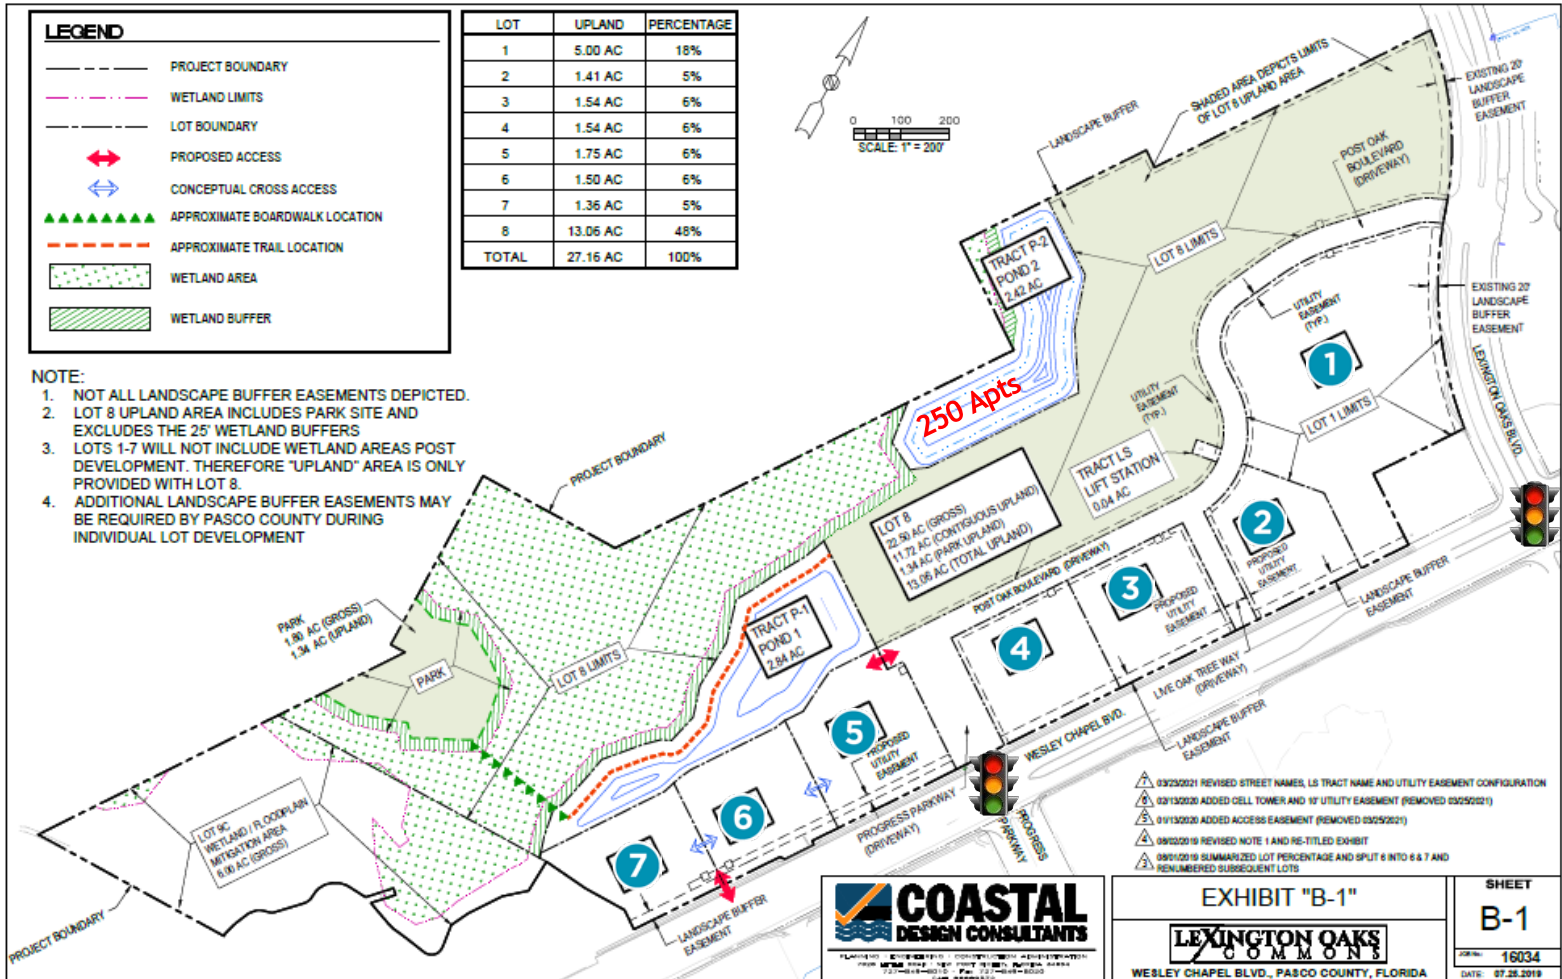 LEGEND
PROJECT BOUNDARY
WETLAND LIMITS
LOT BOUNDARY
PROPOSED ACCESS
CONCEPTUAL CROSS ACCESS
APPROXIMATE BOARDWALK LOCATION
APPROXIMATE TRAIL LOCATION
WETLAND AREA
WETLAND BUFFER
LOT UPLAND PERCENTAGE
1 5.00 AC 18%
2 1.41 AC 5%
3 1.54 AC 6%
4 1.54 AC 6%
5 1.75 AC 6%
6 1.50 AC 6%
7 1.36 AC 5%
8 13.06 AC 48%
TOTAL 27.16 AC 100%
0 100 200
SCALE: 1" = 200'
NOTE:
1. NOT ALL LANDSCAPE BUFFER EASEMENTS DEPICTED.
2. LOT 8 UPLAND AREA INCLUDES PARK SITE AND
EXCLUDES THE 25' WETLAND BUFFERS
3. LOTS 1-7 WILL NOT INCLUDE WETLAND AREAS POST
DEVELOPMENT. THEREFORE "UPLAND" AREA IS ONLY
PROVIDED WITH LOT 8.
4. ADDITIONAL LANDSCAPE BUFFER EASEMENTS MAY
BE REQUIRED BY PASCO COUNTY DURING
INDIVIDUAL LOT DEVELOPMENT
LANDSCAPE BUFFER
SHADED AREA DEPICTS LIMITS
OF LOT 8 UPLAND AREA
EXISTING 20'
LANDSCAPE
BUFFER
EASEMENT
POST OAK
BOULEVARD
(DRIVEWAY)
TRACT P-2
POND 2
2.42 AC
LOT 8 LIMITS
UTILITY
EASEMENT
(TYP.)
EXISTING 20'
LANDSCAPE
BUFFER
EASEMENT
1
LEXINGTON OAKS BLVD.
250 Apts
UTILITY
EASEMENT
(TYP.)
LOT 1 LIMITS
PROJECT BOUNDARY
TRACT LS
LIFT STATION
0.04 AC
LOT 8
22.50 AC (GROSS)
11.72 AC (CONTIGUOUS UPLAND)
1.34 AC (PARK UPLAND)
13.06 AC (TOTAL UPLAND)
2
PROPOSED
UTILITY
EASEMENT
POST OAK BOULEVARD (DRIVEWAY)
3
PROPOSED
UTILITY
EASEMENT
LANDSCAPE BUFFER
EASEMENT
PARK
1.80 AC (GROSS)
1.34 AC (UPLAND)
TRACT P-1
POND 1
2.84 AC
4
PARK
LOT 8 LIMITS
LIVE OAK TREE WAY
(DRIVEWAY)
WESLEY CHAPEL BLVD.
LANDSCAPE BUFFER
EASEMENT
5
PROPOSED
UTILITY
EASEMENT
PROGRESS PARKWAY
(DRIVEWAY)
PROGRESS
PARKWAY
6
7
LOT 9C
WETLAND / FLOODPLAIN
MITIGATION AREA
6.06 AC (GROSS)
PROJECT BOUNDARY
LANDSCAPE BUFFER
EASEMENT
7 03/23/2021 REVISED STREET NAMES, LS TRACT NAME AND UTILITY EASEMENT CONFIGURATION
6 02/13/2020 ADDED CELL TOWER AND 10' UTILITY EASEMENT (REMOVED 03/25/2021)
5 01/13/2020 ADDED ACCESS EASEMENT (REMOVED 03/25/2021)
4 08/02/2019 REVISED NOTE 1 AND RE-TITLED EXHIBIT
3 08/01/2019 SUMMARIZED LOT PERCENTAGE AND SPLIT 6 INTO 6 & 7 AND
RENUMBERED SUBSEQUENT LOTS
COASTAL
DESIGN CONSULTANTS
PLANNING ENGINEERING CONSTRUCTION ADMINISTRATION
EXHIBIT "B-1"
LEXINGTON OAKS
COMMONS
WESLEY CHAPEL BLVD., PASCO COUNTY, FLORIDA
SHEET
B-1
JOB No.: 16034
DATE: 07.25.2019